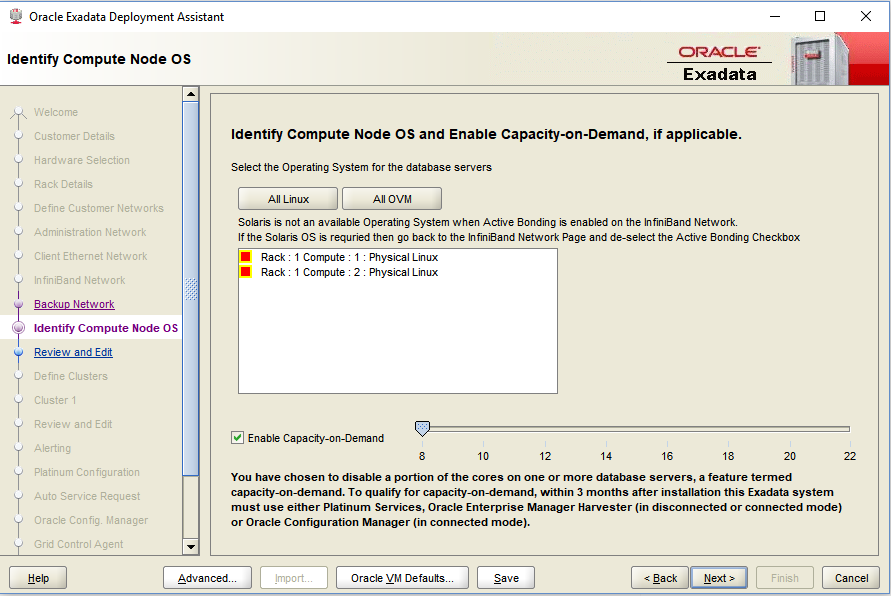 Oracle Exadata Deployment Assistant
Identify Compute Node OS
ORACLE
Exadata
Welcome
Customer Details
Hardware Selection
Rack Details
Define Customer Networks
Administration Network
Client Ethernet Network
InfiniBand Network
Backup Network
Identify Compute Node OS
Review and Edit
Define Clusters
Cluster 1
Review and Edit
Alerting
Platinum Configuration
Auto Service Request
Oracle Config. Manager
Grid Control Agent
Identify Compute Node OS and Enable Capacity-on-Demand, if applicable.
Select the Operating System for the database servers
All Linux All OVM
Solaris is not an available Operating System when Active Bonding is enabled on the InfiniBand Network.
If the Solaris OS is requried then go back to the InfiniBand Network Page and de-select the Active Bonding Checkbox
Rack : 1 Compute : 1 : Physical Linux
Rack : 1 Compute : 2 : Physical Linux
Enable Capacity-on-Demand
8 10 12 14 16 18 20 22
You have chosen to disable a portion of the cores on one or more database servers, a feature termed
capacity-on-demand. To qualify for capacity-on-demand, within 3 months after installation this Exadata system
must use either Platinum Services, Oracle Enterprise Manager Harvester (in disconnected or connected mode)
or Oracle Configuration Manager (in connected mode).
Help Advanced... Import... Oracle VM Defaults... Save < Back Next > Finish Cancel